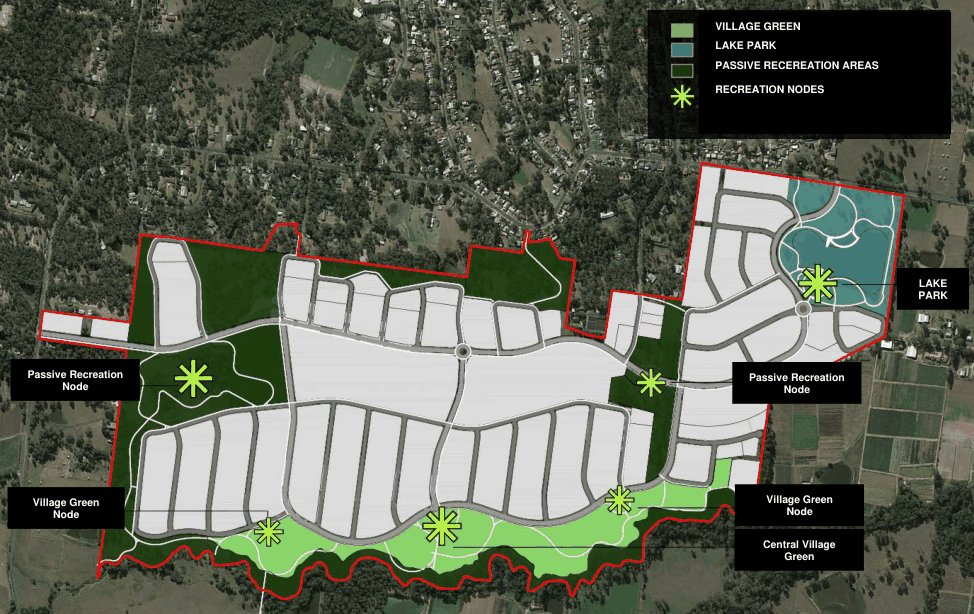 VILLAGE GREEN
LAKE PARK
PASSIVE RECEREATION AREAS
RECREATION NODES
LAKE
PARK
Passive Recreation
Node
Passive Recreation
Node
Village Green
Node
Village Green
Node
Central Village
Green